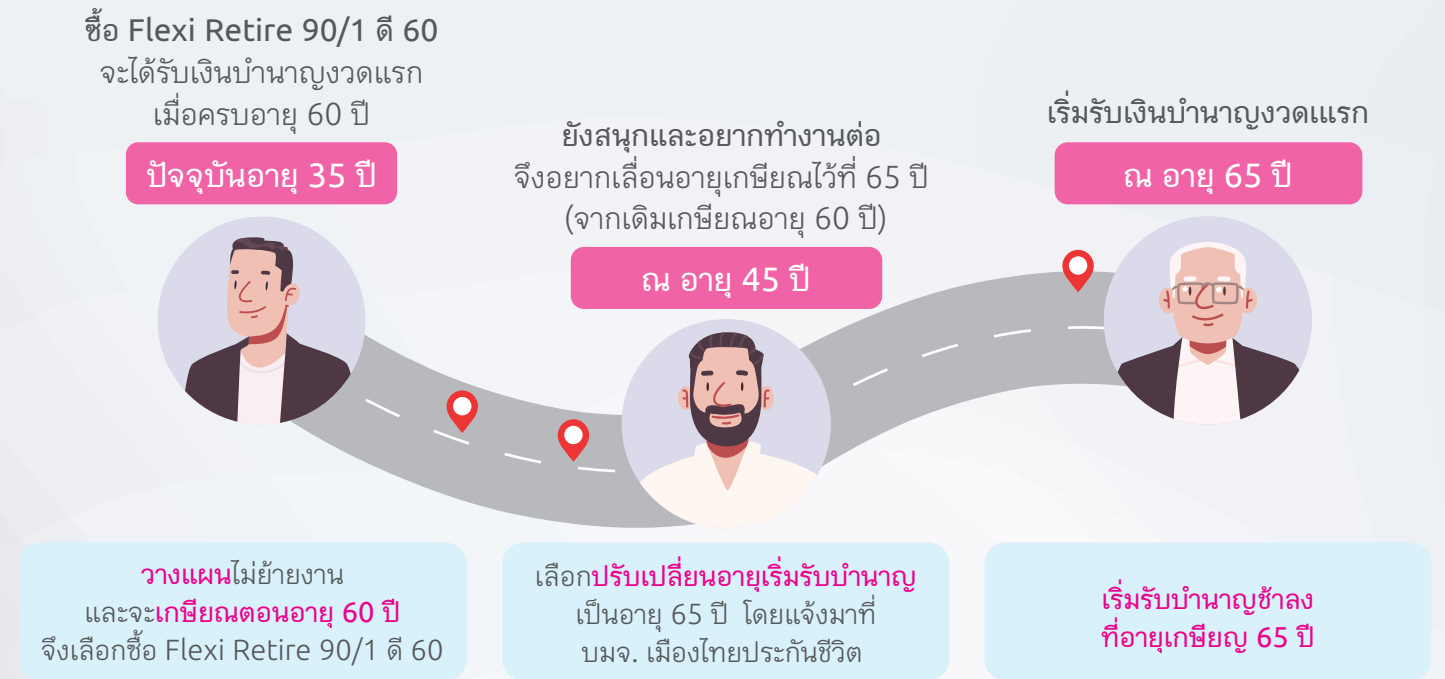 ซื้อ Flexi Retire 90/1 ดี 60
จะได้รับเงินบำนาญงวดแรก
เมื่อครบอายุ 60 ปี
ปัจจุบันอายุ 35 ปี
ยังสนุกและอยากทำงานต่อ
จึงอยากเลื่อนอายุเกษียณไว้ที่ 65 ปี
(จากเดิมเกษียณอายุ 60 ปี)
ณ อายุ 45 ปี
เริ่มรับเงินบำนาญงวดแรก
ณ อายุ 65 ปี
วางแผนไม่ย้ายงาน
และจะเกษียณตอนอายุ 60 ปี
จึงเลือกซื้อ Flexi Retire 90/1 ดี 60
เลือกปรับเปลี่ยนอายุเริ่มรับบำนาญ
เป็นอายุ 65 ปี โดยแจ้งมาที่
บมจ. เมืองไทยประกันชีวิต
เริ่มรับบำนาญช้าลง
ที่อายุเกษียญ 65 ปี